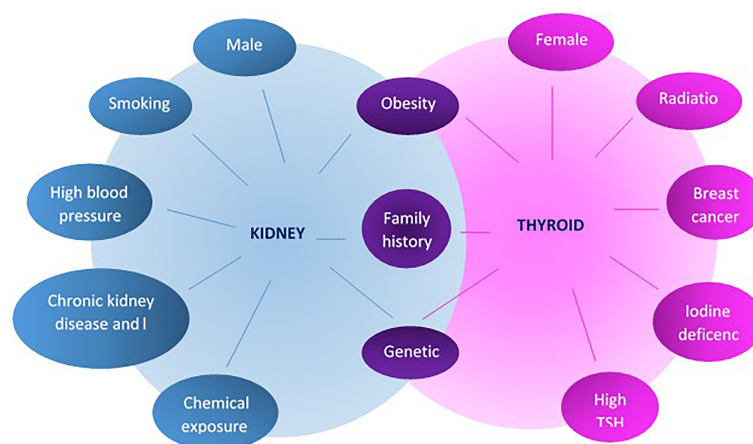 Male
Female
Smoking
Obesity
Radiatio
High blood
pressure
Family
history
Breast
cancer
KIDNEY
THYROID
Chronic kidney
disease and l
Iodine
deficenc
Genetic
Chemical
exposure
High
TSH